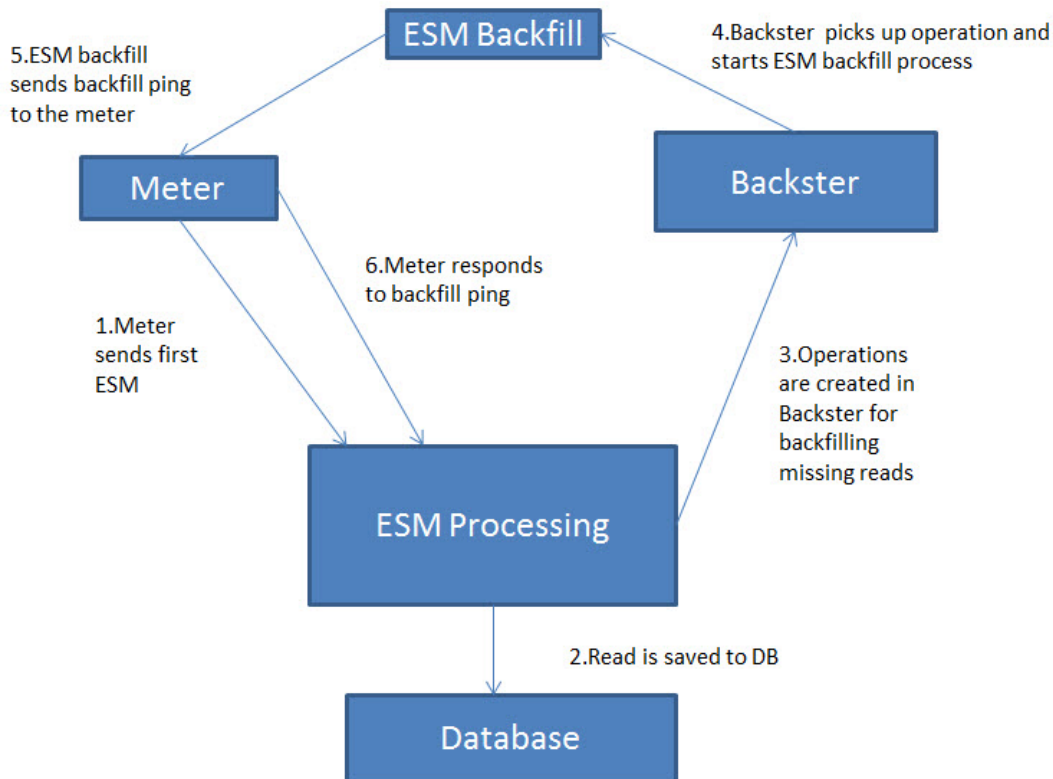 ESM Backfill
4.Backster picks up operation and
starts ESM backfill process
5.ESM backfill
sends backfill ping
to the meter
Meter
Backster
6.Meter responds
to backfill ping
1.Meter
sends first
ESM
3.Operations
are created in
Backster for
backfilling
missing reads
ESM Processing
2.Read is saved to DB
Database